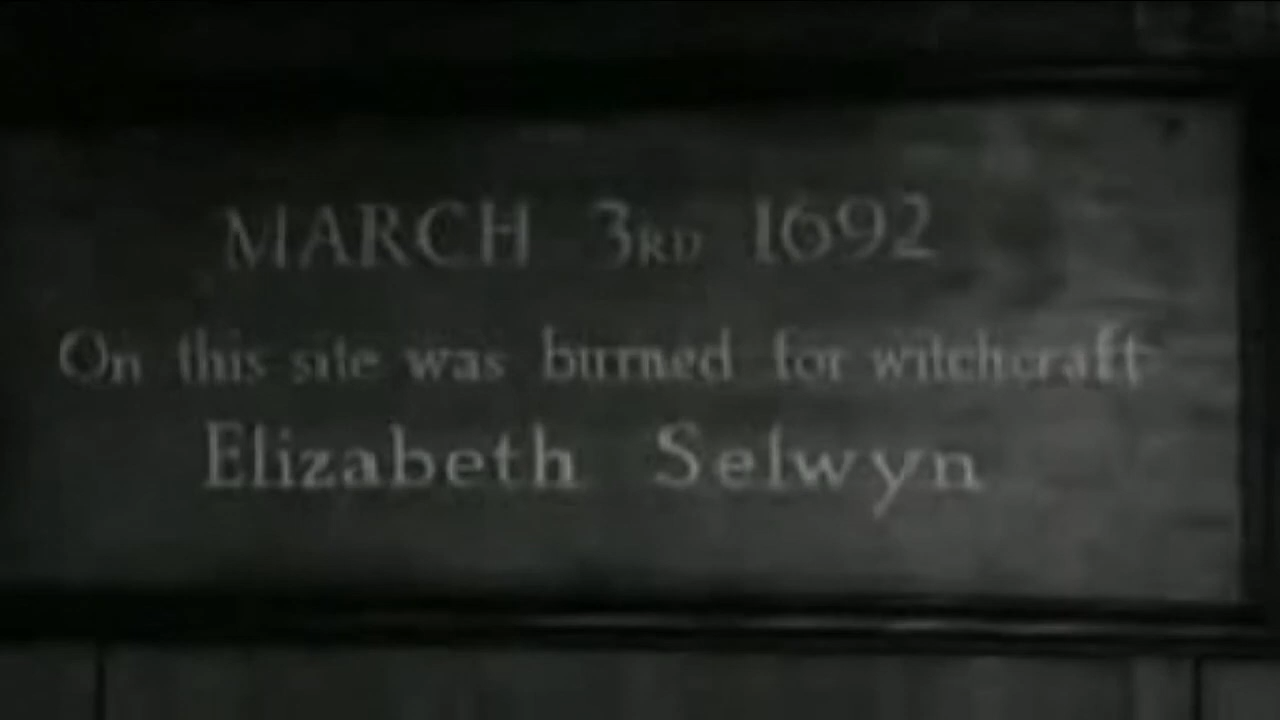 MARCH 3RD 1692
On this site was burned for witchcraft
Elizabeth Selwyn